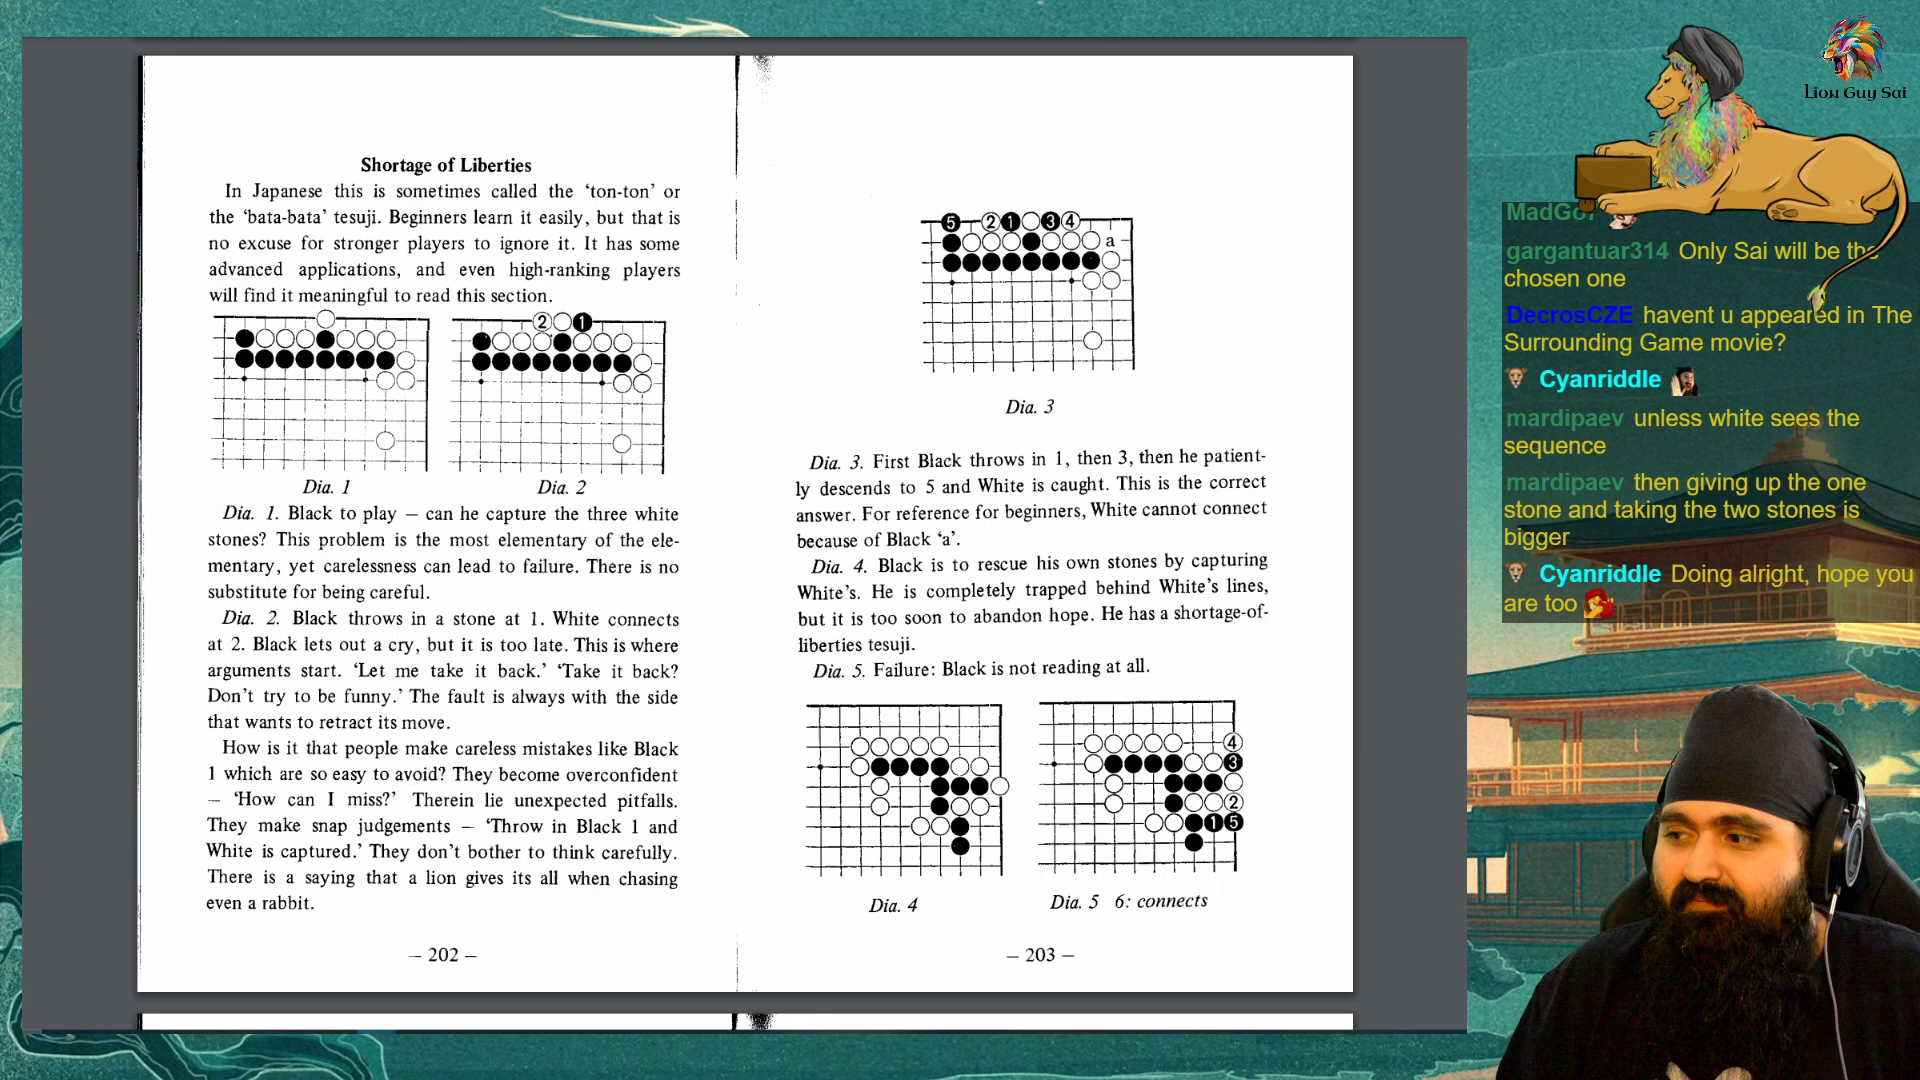 Shortage of Liberties
In Japanese this is sometimes called the ‘ton-ton’ or
the ‘bata-bata’ tesuji. Beginners learn it easily, but that is
no excuse for stronger players to ignore it. It has some
advanced applications, and even high-ranking players
will find it meaningful to read this section.
2 1
Dia. 1
Dia. 2
Dia. 1. Black to play – can he capture the three white
stones? This problem is the most elementary of the ele-
mentary, yet carelessness can lead to failure. There is no
substitute for being careful.
Dia. 2. Black throws in a stone at 1. White connects
at 2. Black lets out a cry, but it is too late. This is where
arguments start. ‘Let me take it back.’ ‘Take it back?
Don’t try to be funny.’ The fault is always with the side
that wants to retract its move.
How is it that people make careless mistakes like Black
1 which are so easy to avoid? They become overconfident
– ‘How can I miss?’ Therein lie unexpected pitfalls.
They make snap judgements – ‘Throw in Black 1 and
White is captured.’ They don’t bother to think carefully.
There is a saying that a lion gives its all when chasing
even a rabbit.
– 202 –
5 2 1 3 4
a
Dia. 3
Dia. 3. First Black throws in 1, then 3, then he patient-
ly descends to 5 and White is caught. This is the correct
answer. For reference for beginners, White cannot connect
because of Black ‘a’.
Dia. 4. Black is to rescue his own stones by capturing
White’s. He is completely trapped behind White’s lines,
but it is too soon to abandon hope. He has a shortage-of-
liberties tesuji.
Dia. 5. Failure: Black is not reading at all.
4
3
2
1 5
Dia. 4
Dia. 5 6: connects
– 203 –
Lion Guy Sai
gargantuar314 Only Sai will be the
chosen one
DecrosCZE havent u appeared in The
Surrounding Game movie?
Cyanriddle
mardipaev unless white sees the
sequence
mardipaev then giving up the one
stone and taking the two stones is
bigger
Cyanriddle Doing alright, hope you
are too